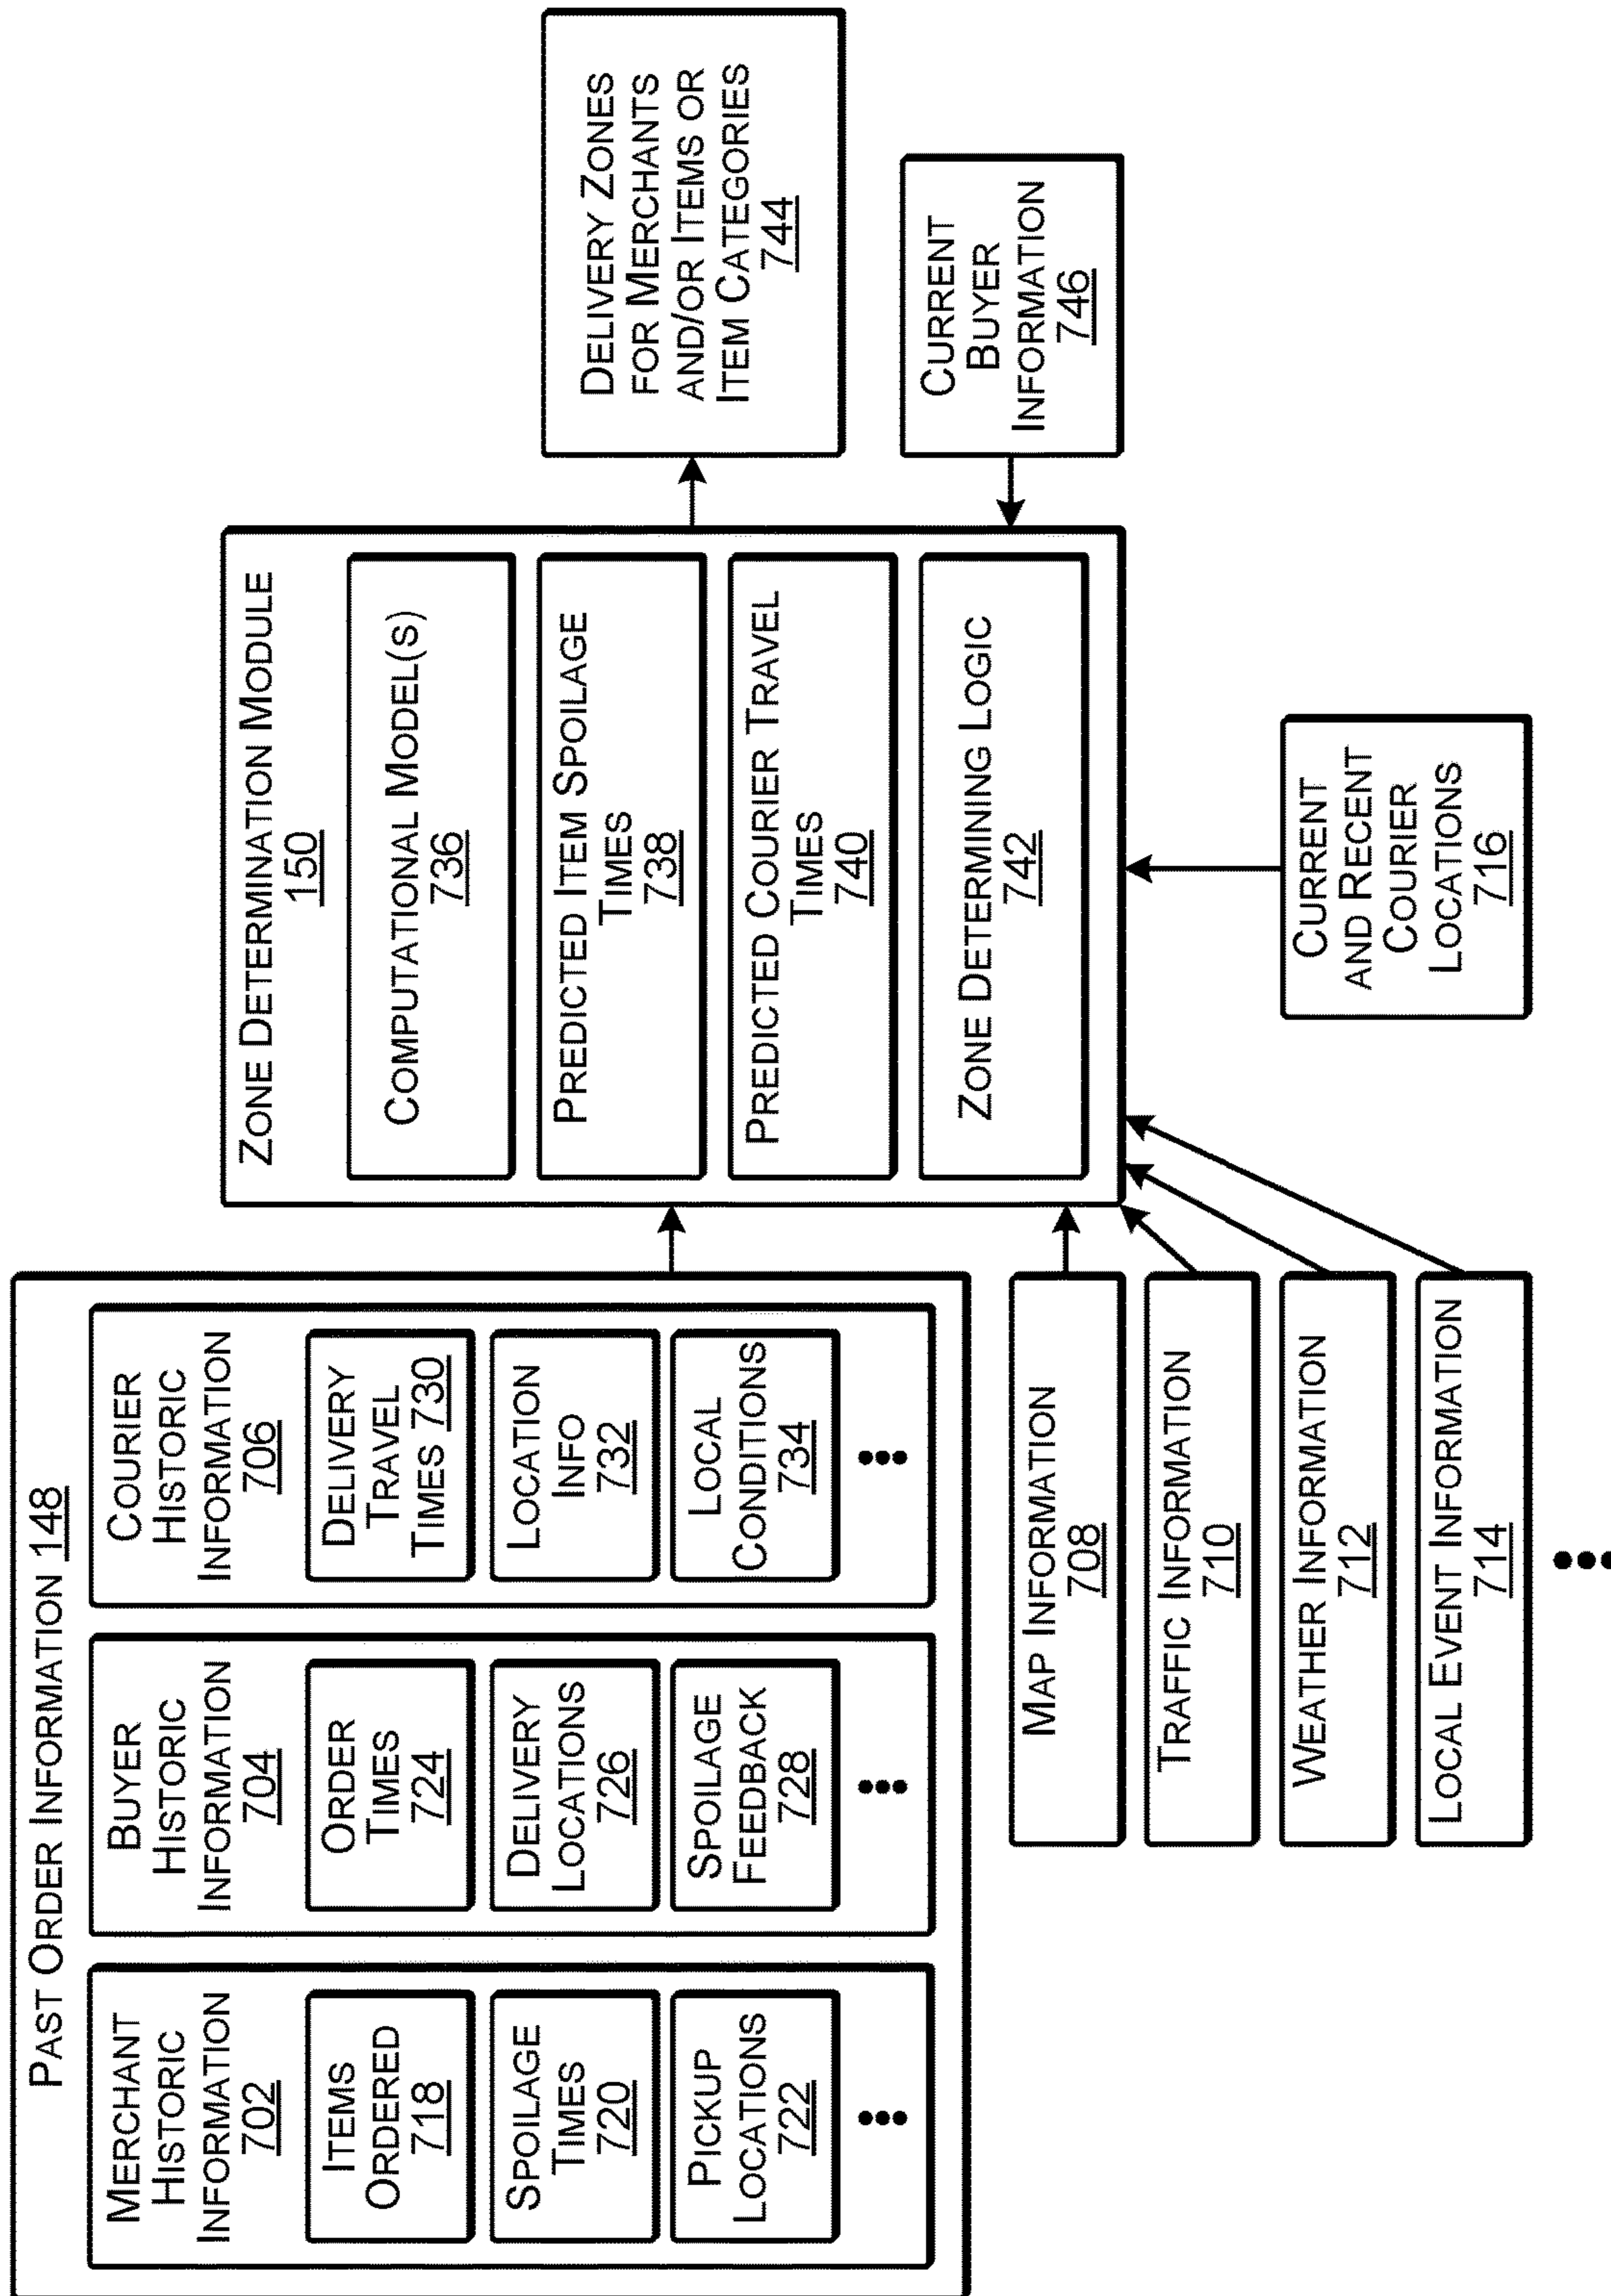 PAST ORDER INFORMATION 148
MERCHANT
HISTORIC
INFORMATION
702
ITEMS
ORDERED
718
SPOILAGE
TIMES
720
PICKUP
LOCATIONS
722
BUYER
HISTORIC
INFORMATION
704
ORDER
TIMES
724
DELIVERY
LOCATIONS
726
SPOILAGE
FEEDBACK
728
COURIER
HISTORIC
INFORMATION
706
DELIVERY
TRAVEL
TIMES 730
LOCATION
INFO
732
LOCAL
CONDITIONS
734
MAP INFORMATION
708
TRAFFIC INFORMATION
710
WEATHER INFORMATION
712
LOCAL EVENT INFORMATION
714
ZONE DETERMINATION MODULE
150
COMPUTATIONAL MODEL(S)
736
PREDICTED ITEM SPOILAGE
TIMES
738
PREDICTED COURIER TRAVEL
TIMES
740
ZONE DETERMINING LOGIC
742
CURRENT
AND RECENT
COURIER
LOCATIONS
716
DELIVERY ZONES
FOR MERCHANTS
AND/OR ITEMS OR
ITEM CATEGORIES
744
CURRENT
BUYER
INFORMATION
746